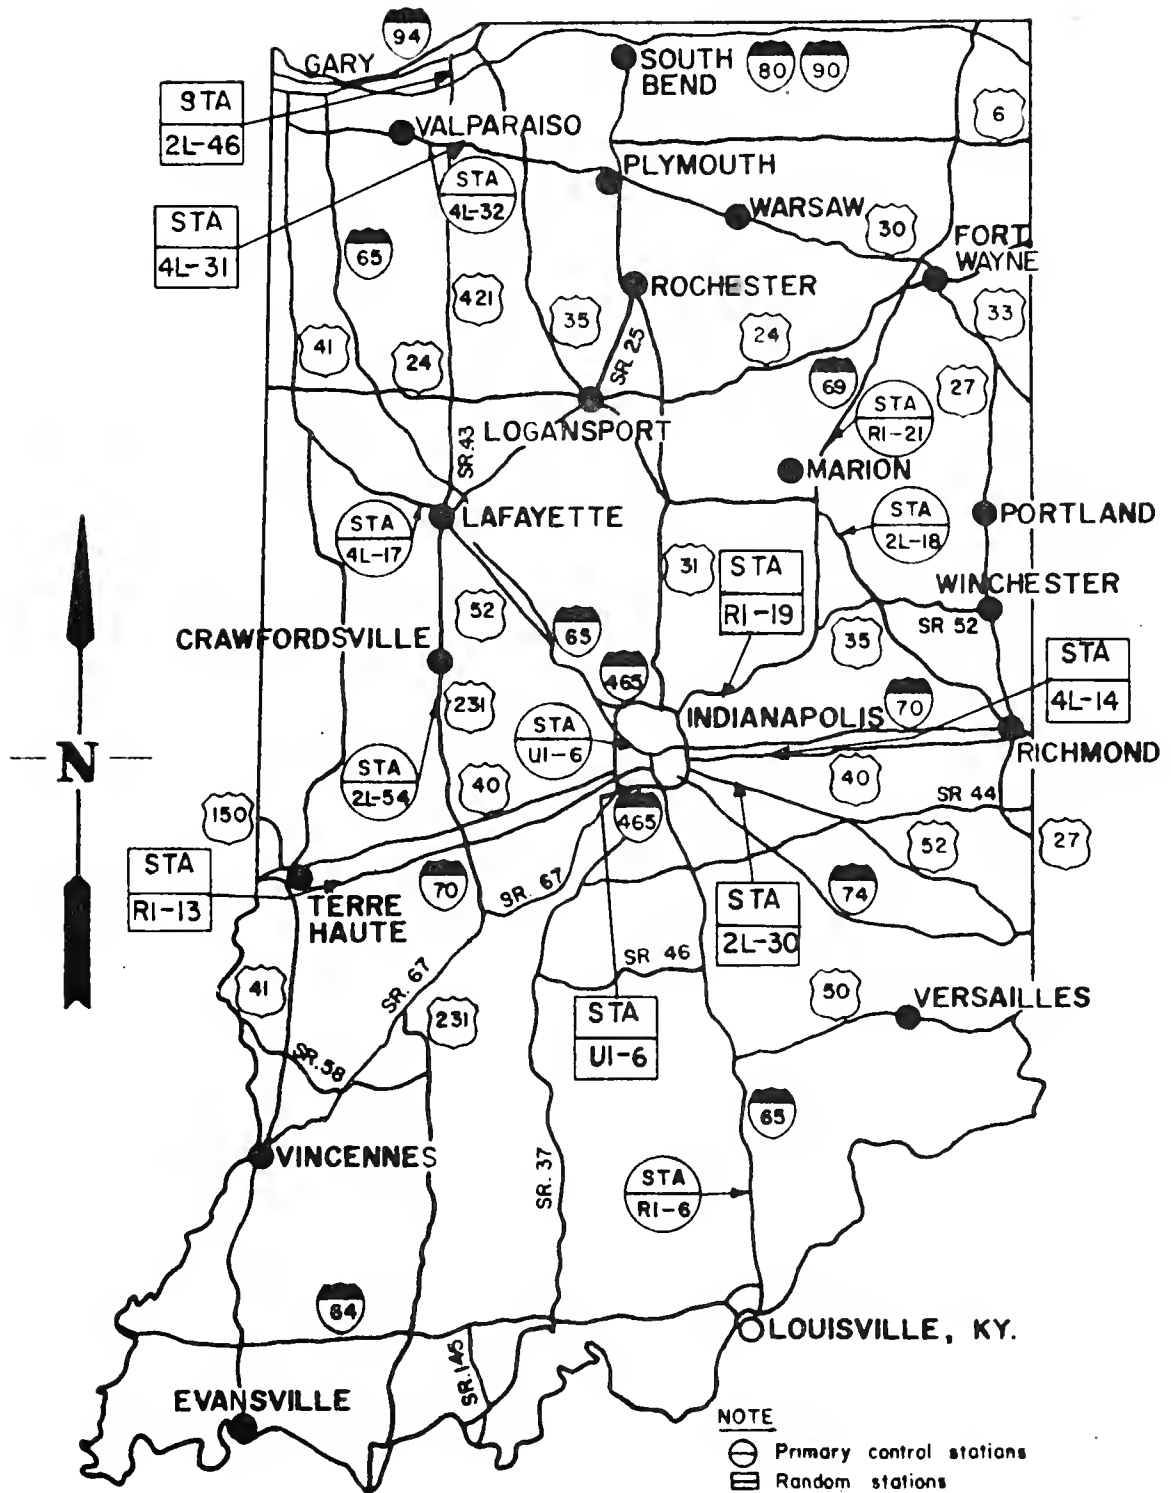 94
GARY
SOUTH
BEND
80
90
STA
2L-46
6
VALPARAISO
PLYMOUTH
STA
4L-32
WARSAW
STA
4L-31
30
FORT
WAYNE
65
421
ROCHESTER
35
33
41
24
SR. 25
24
69
27
STA
R1-21
LOGANSPORT
SR.43
MARION
STA
4L-17
LAFAYETTE
STA
2L-18
PORTLAND
31
STA
R1-19
WINCHESTER
52
65
SR 52
CRAWFORDSVILLE
35
STA
4L-14
465
231
STA
U1-6
INDIANAPOLIS
70
RICHMOND
N
STA
2L-54
40
40
SR 44
150
465
52
27
STA
R1-13
70
SR. 67
STA
2L-30
74
TERRE
HAUTE
SR 46
41
SR. 67
50
VERSAILLES
231
STA
U1-6
SR. 58
65
VINCENNES
SR. 37
STA
R1-6
64
LOUISVILLE, KY.
SR.145
EVANSVILLE
NOTE
Primary control stations
Random stations